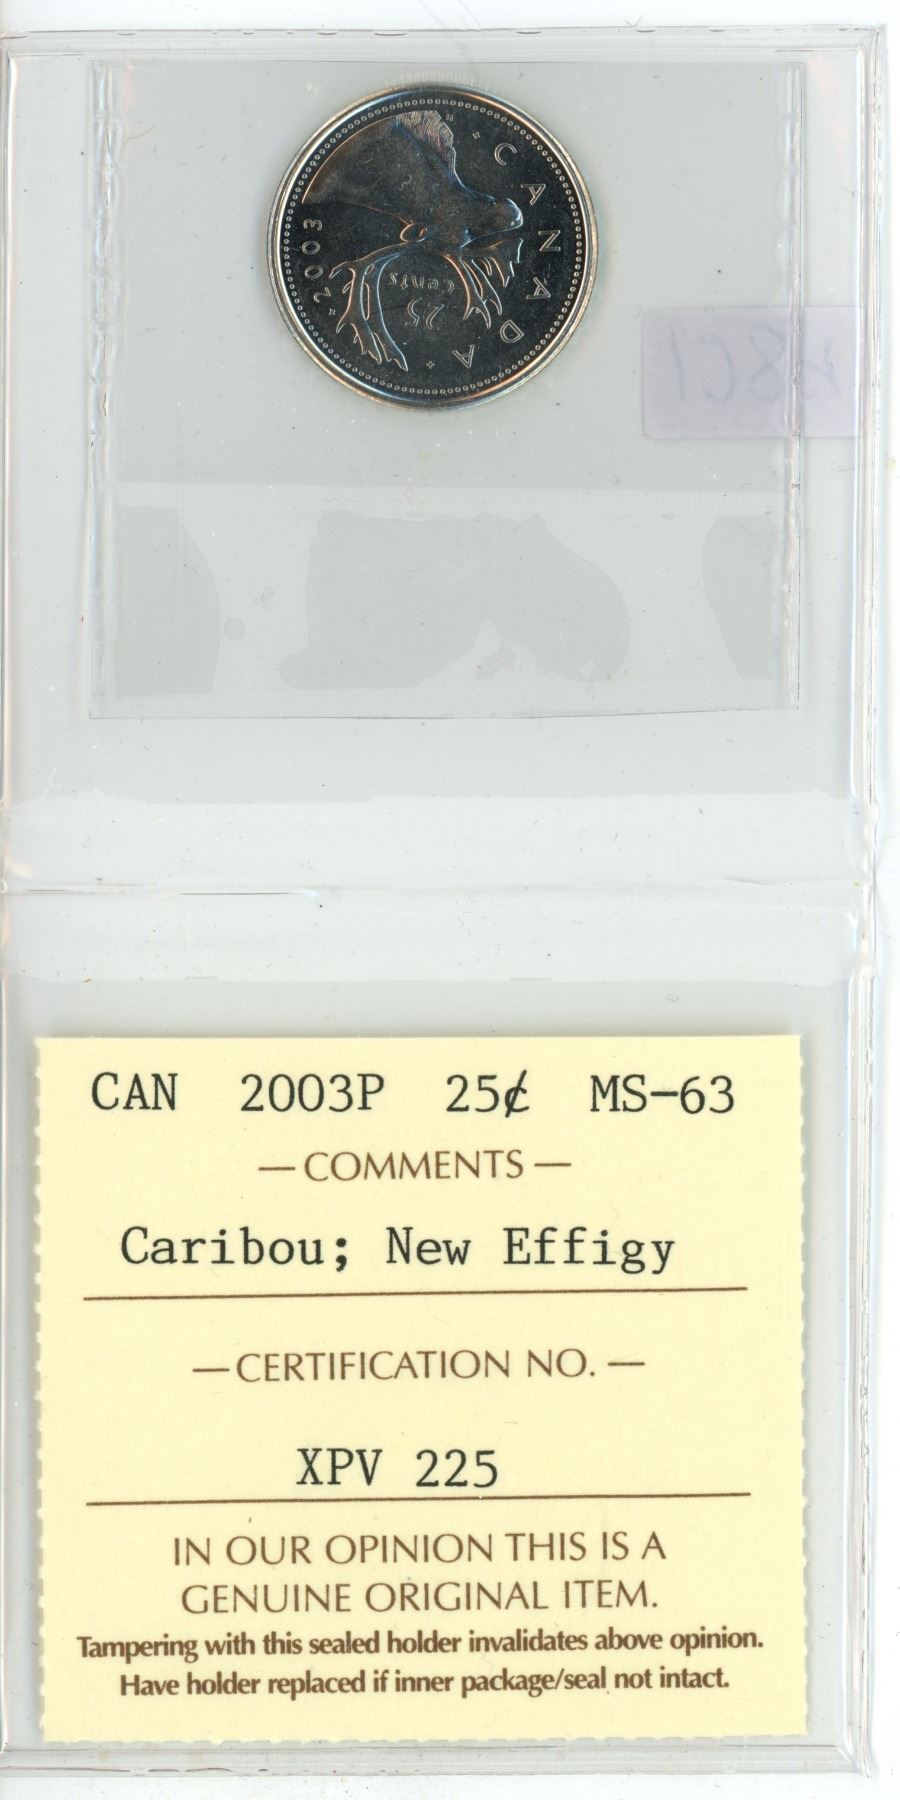 CANADA
2003
25
cents
CAN 2003P 25¢ MS-63
— COMMENTS —
Caribou; New Effigy
— CERTIFICATION NO. —
XPV 225
IN OUR OPINION THIS IS A
GENUINE ORIGINAL ITEM.
Tampering with this sealed holder invalidates above opinion.
Have holder replaced if inner package/seal not intact.